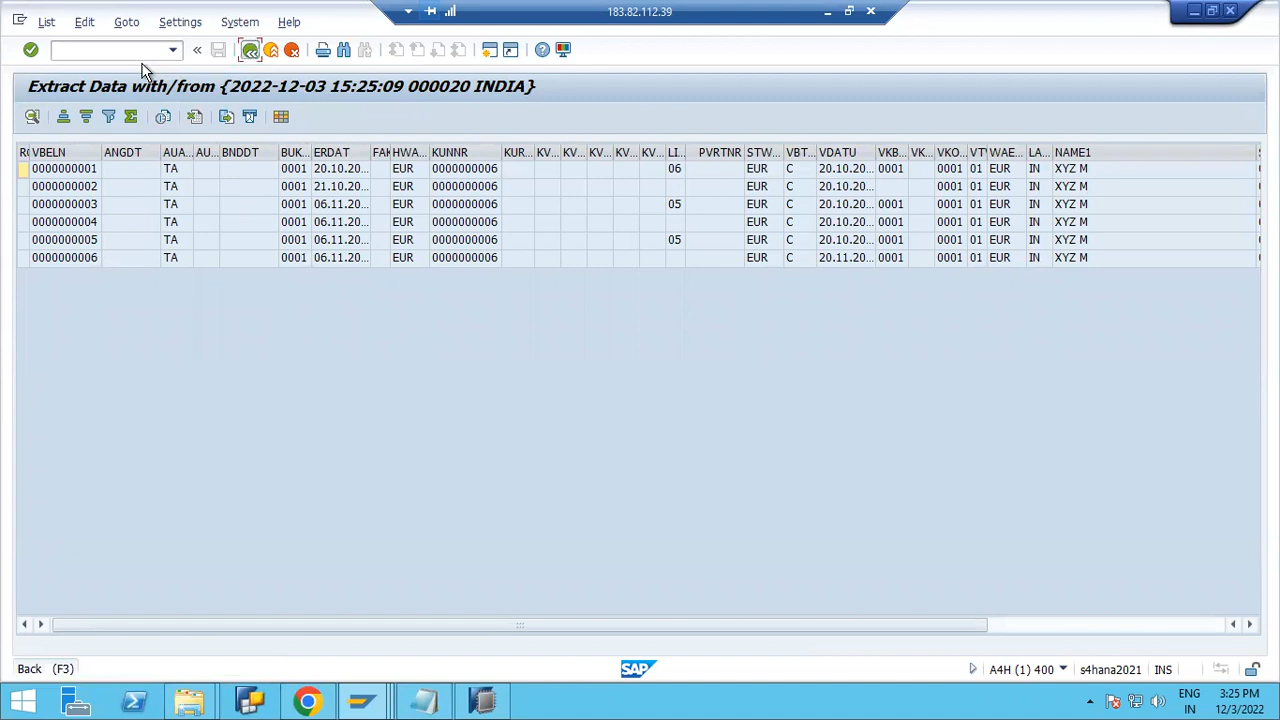 183.82.112.39
List Edit Goto Settings System Help
Extract Data with/from {2022-12-03 15:25:09 000020 INDIA}
VBELN ANGDT AUA... AU... BNDDT BUK... ERDAT FAK HWA... KUNNR KUR... KV... KV... KV... KV... KV... LI... PVRTNR STW... VBT... VDATU VKB... VK... VKO... VT WAE... LA... NAME1
0000000001 TA 0001 20.10.20... EUR 0000000006 06 EUR C 20.10.20... 0001 0001 01 EUR IN XYZ M
0000000002 TA 0001 21.10.20... EUR 0000000006 EUR C 20.10.20... 0001 01 EUR IN XYZ M
0000000003 TA 0001 06.11.20... EUR 0000000006 05 EUR C 20.10.20... 0001 0001 01 EUR IN XYZ M
0000000004 TA 0001 06.11.20... EUR 0000000006 EUR C 20.10.20... 0001 0001 01 EUR IN XYZ M
0000000005 TA 0001 06.11.20... EUR 0000000006 05 EUR C 20.10.20... 0001 0001 01 EUR IN XYZ M
0000000006 TA 0001 06.11.20... EUR 0000000006 EUR C 20.11.20... 0001 0001 01 EUR IN XYZ M
Back (F3) SAP A4H (1) 400 s4hana2021 INS
ENG 3:25 PM
IN 12/3/2022